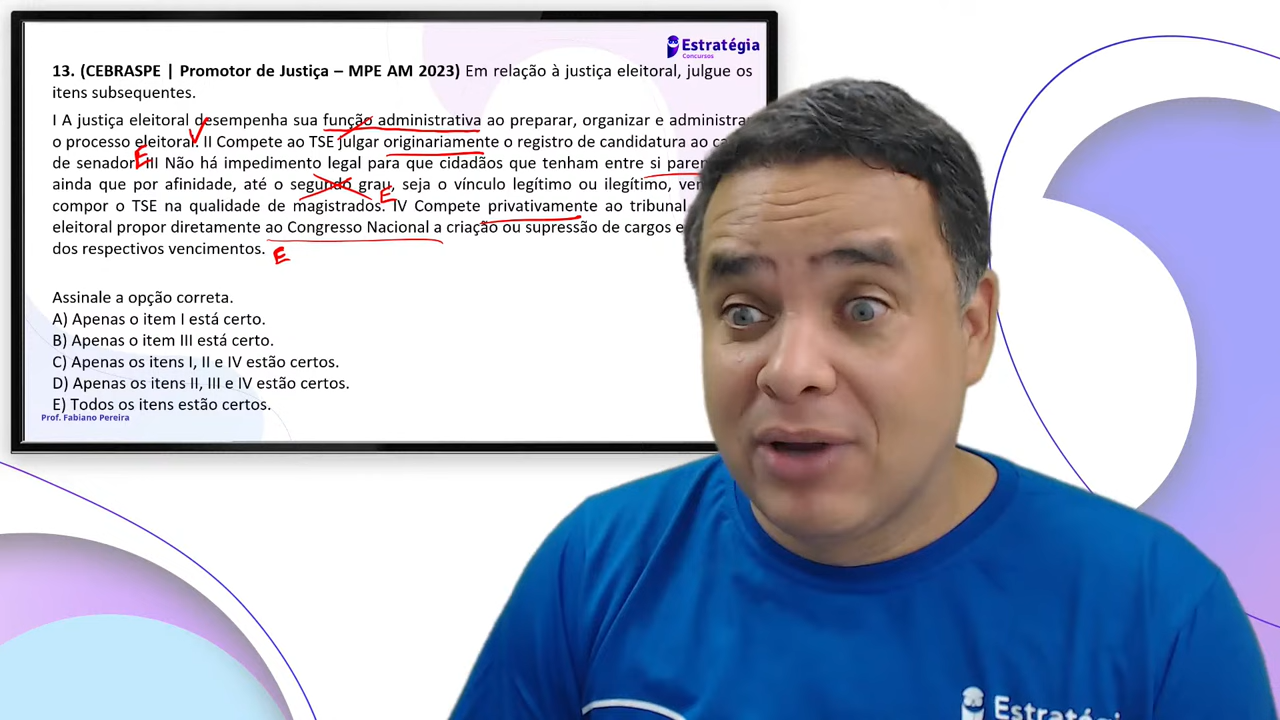 Estratégia
Concursos
13. (CEBRASPE | Promotor de Justiça – MPE AM 2023) Em relação à justiça eleitoral, julgue os
itens subsequentes.
I A justiça eleitoral desempenha sua função administrativa ao preparar, organizar e administrar
o processo eleitoral. II Compete ao TSE julgar originariamente o registro de candidatura ao
de senador. III Não há impedimento legal para que cidadãos que tenham entre si
ainda que por afinidade, até o segundo grau, seja o vínculo legítimo ou ilegítimo,
compor o TSE na qualidade de magistrados. IV Compete privativamente ao tribunal
eleitoral propor diretamente ao Congresso Nacional a criação ou supressão de cargos e
dos respectivos vencimentos.
V
E
E
E
Assinale a opção correta.
A) Apenas o item I está certo.
B) Apenas o item III está certo.
C) Apenas os itens I, II e IV estão certos.
D) Apenas os itens II, III e IV estão certos.
E) Todos os itens estão certos.
Prof. Fabiano Pereira
Estraté